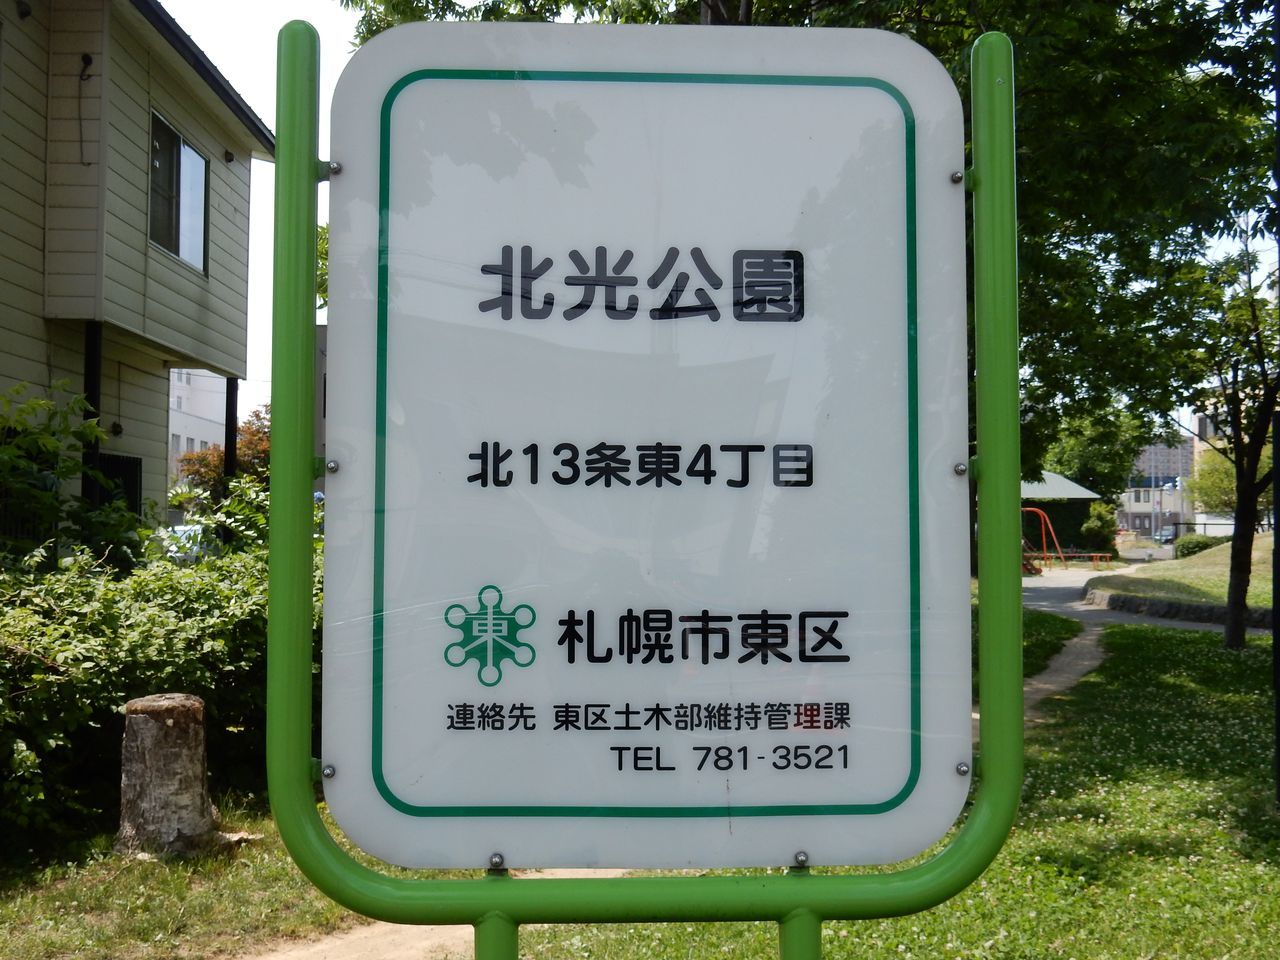 北光公園
北13条東4丁目
東 札幌市東区
連絡先 東区土木部維持管理課
TEL 781-3521